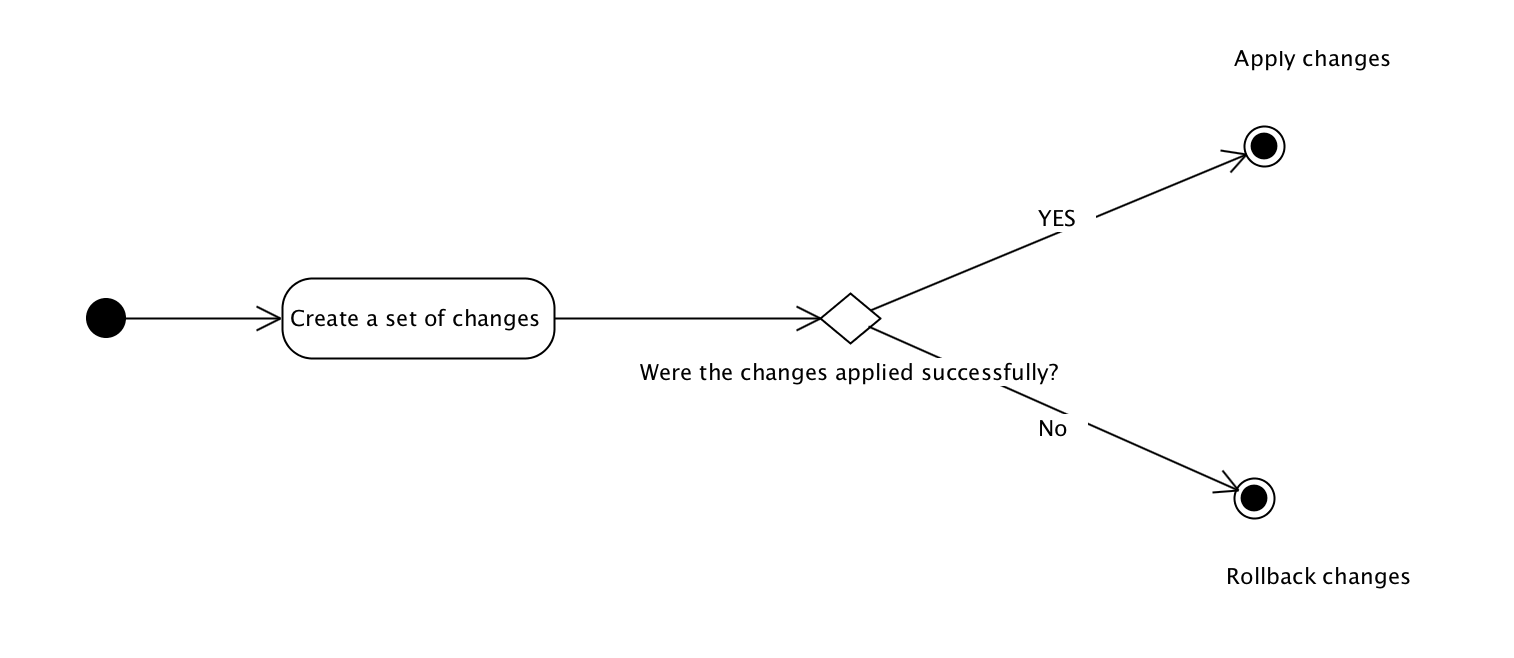 Apply changes
YES
Create a set of changes
Were the changes applied successfully?
No
Rollback changes